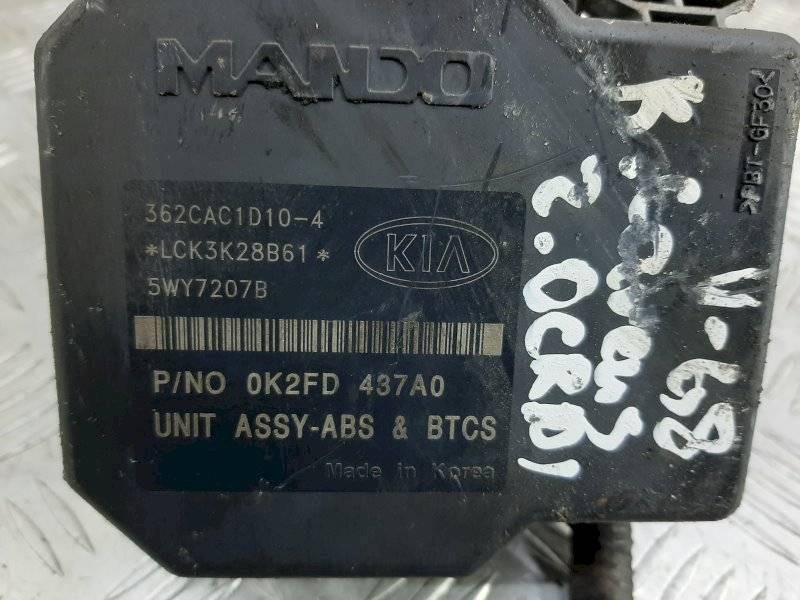 MANDO
>PBT-GF30<
362CAC1D10-4
*LCK3K28B61*
KIA
5WY7207B
P/NO 0K2FD 437A0
UNIT ASSY-ABS & BTCS
Made in Korea
2.0CRDi
V-68